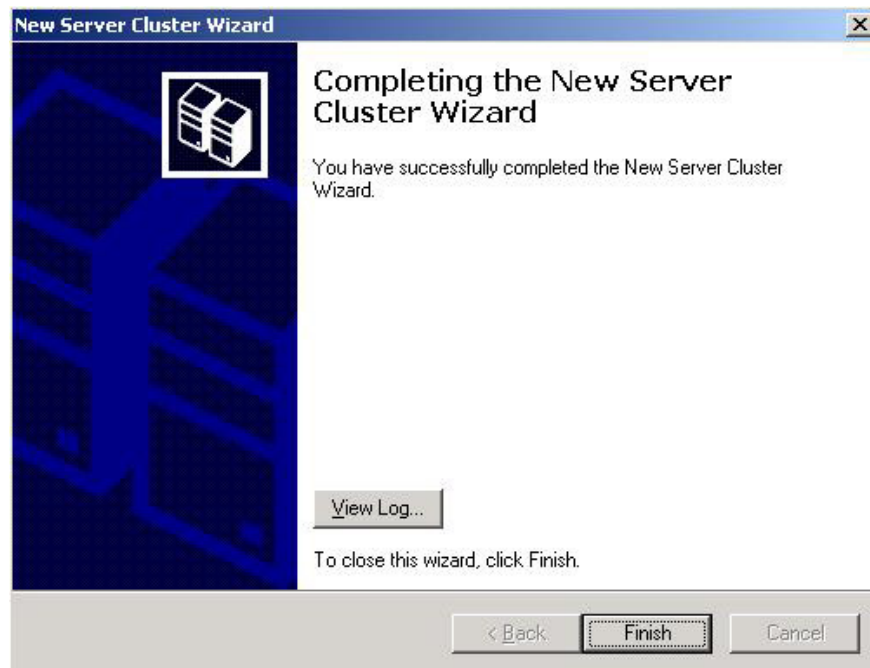 New Server Cluster Wizard
Completing the New Server
Cluster Wizard
You have successfully completed the New Server Cluster
Wizard.
View Log...
To close this wizard, click Finish.
< Back
Finish
Cancel